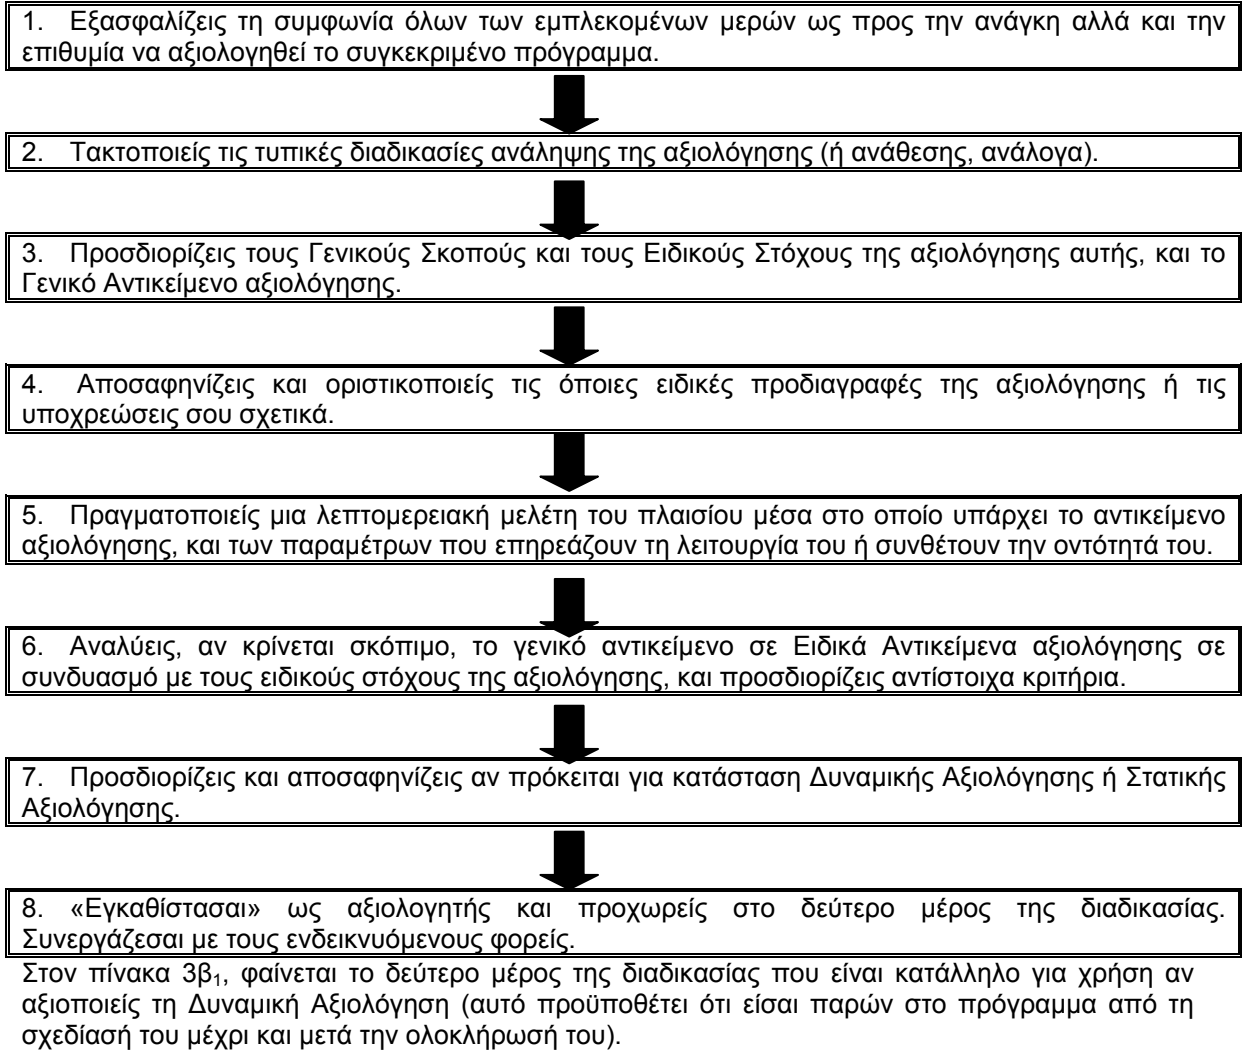 1. Εξασφαλίζεις τη συμφωνία όλων των εμπλεκομένων μερών ως προς την ανάγκη αλλά και την
επιθυμία να αξιολογηθεί το συγκεκριμένο πρόγραμμα.
2. Τακτοποιείς τις τυπικές διαδικασίες ανάληψης της αξιολόγησης (ή ανάθεσης, ανάλογα).
3. Προσδιορίζεις τους Γενικούς Σκοπούς και τους Ειδικούς Στόχους της αξιολόγησης αυτής, και το
Γενικό Αντικείμενο αξιολόγησης.
4. Αποσαφηνίζεις και οριστικοποιείς τις όποιες ειδικές προδιαγραφές της αξιολόγησης ή τις
υποχρεώσεις σου σχετικά.
5. Πραγματοποιείς μια λεπτομερειακή μελέτη του πλαισίου μέσα στο οποίο υπάρχει το αντικείμενο
αξιολόγησης, και των παραμέτρων που επηρεάζουν τη λειτουργία του ή συνθέτουν την οντότητά του.
6. Αναλύεις, αν κρίνεται σκόπιμο, το γενικό αντικείμενο σε Ειδικά Αντικείμενα αξιολόγησης σε
συνδυασμό με τους ειδικούς στόχους της αξιολόγησης, και προσδιορίζεις αντίστοιχα κριτήρια.
7. Προσδιορίζεις και αποσαφηνίζεις αν πρόκειται για κατάσταση Δυναμικής Αξιολόγησης ή Στατικής
Αξιολόγησης.
8. «Εγκαθίστασαι» ως αξιολογητής και προχωρείς στο δεύτερο μέρος της διαδικασίας.
Συνεργάζεσαι με τους ενδεικνυόμενους φορείς.
Στον πίνακα 3β₁, φαίνεται το δεύτερο μέρος της διαδικασίας που είναι κατάλληλο για χρήση αν
αξιοποιείς τη Δυναμική Αξιολόγηση (αυτό προϋποθέτει ότι είσαι παρών στο πρόγραμμα από τη
σχεδίασή του μέχρι και μετά την ολοκλήρωσή του).